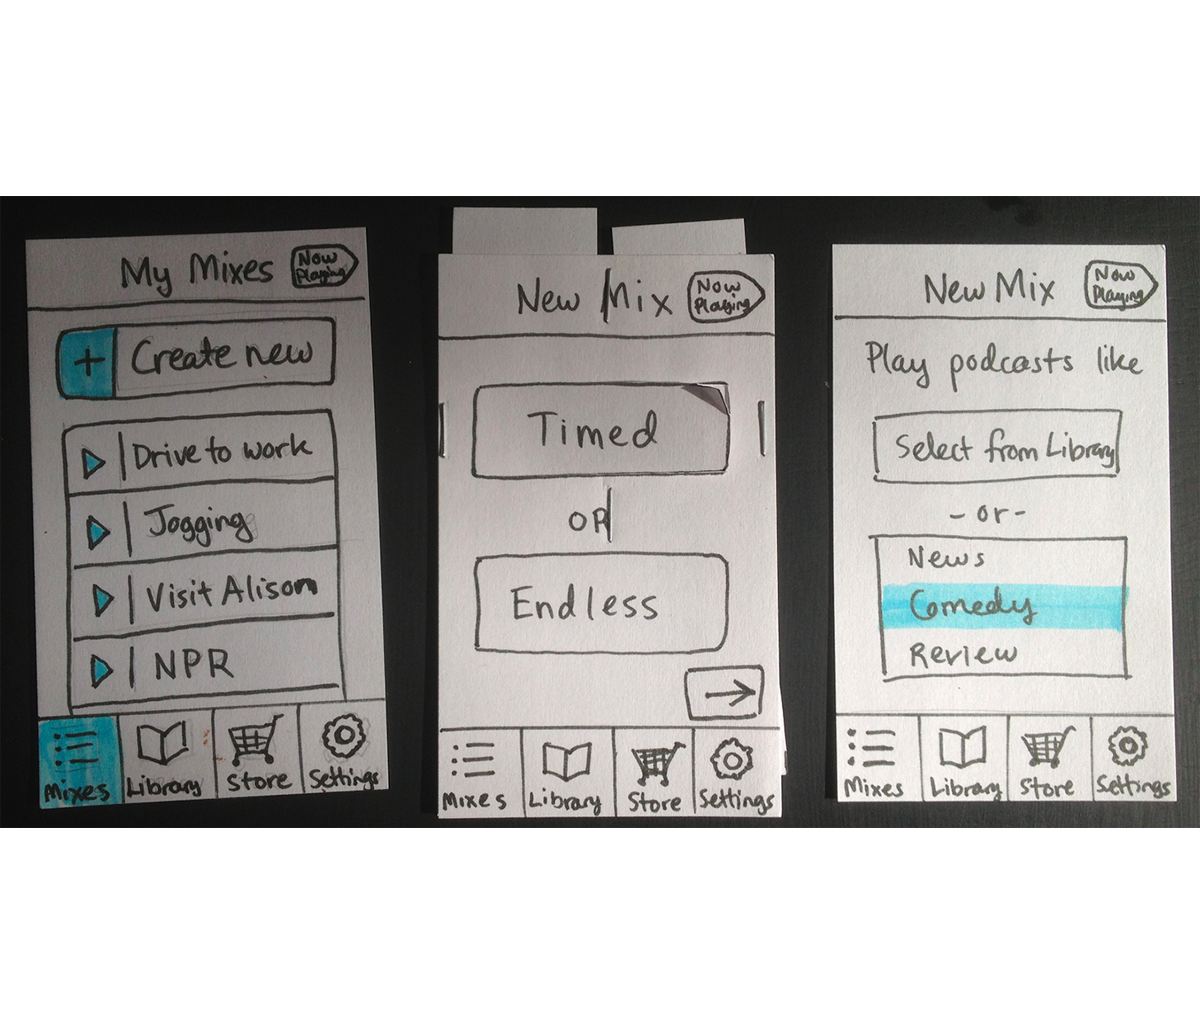 My Mixes
Now
Playing
+ Create new
Drive to work
Jogging
Visit Alison
NPR
Mixes
Library
Store
Settings
New Mix
Now
Playing
Timed
OR
Endless
Mixes
Library
Store
Settings
New Mix
Now
Playing
Play podcasts like
Select from Library
- or -
News
Comedy
Review
Mixes
Library
Store
Settings